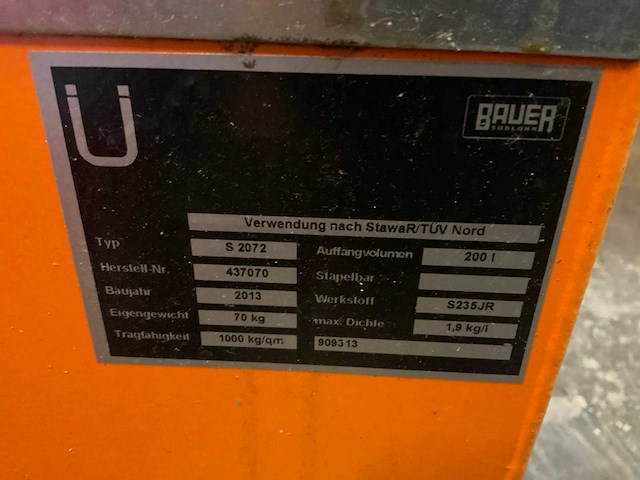 Ü
BAUER
SÜDLOHN
Verwendung nach StawaR/TÜV Nord
Typ S 2072
Herstell-Nr. 437070
Baujahr 2013
Eigengewicht 70 kg
Tragfähigkeit 1000 kg/qm
Auffangvolumen 200 l
Stapelbar
Werkstoff S235JR
max. Dichte 1,9 kg/l
909313